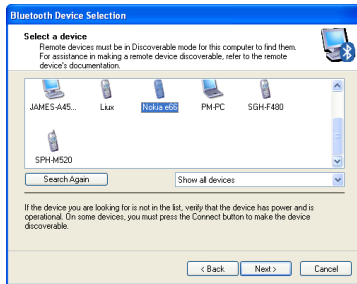 Bluetooth Device Selection
Select a device
Remote devices must be in Discoverable mode for this computer to find them.
For assistance in making a remote device discoverable, refer to the remote
device's documentation.
JAMES-A45... Liux Nokia e66 PM-PC SGH-F480
SPH-M520
Search Again Show all devices
If the device you are looking for is not in the list, verify that the device has power and is
operational. On some devices, you must press the Connect button to make the device
discoverable.
< Back Next > Cancel